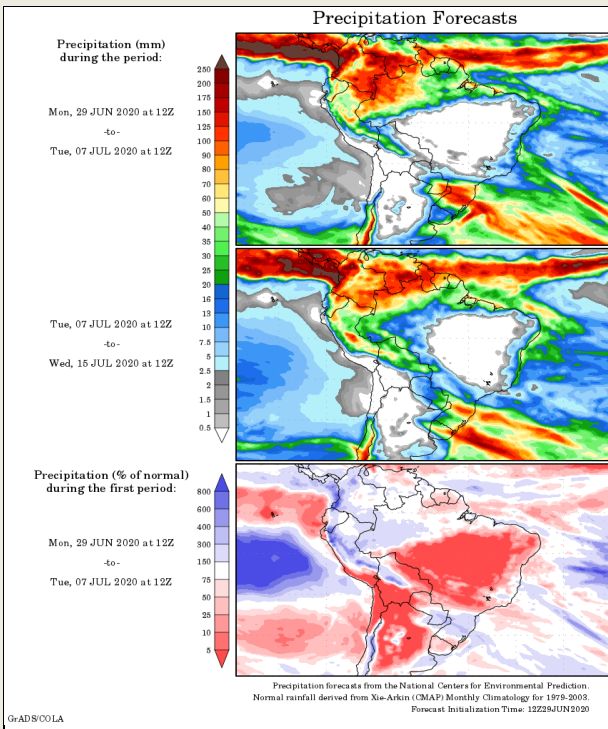 Precipitation Forecasts
Precipitation (mm)
during the period:
Mon, 29 JUN 2020 at 12Z
-to-
Tue, 07 JUL 2020 at 12Z
250
200
175
150
125
100
90
80
70
60
50
40
35
30
25
20
16
13
10
7.5
5
2.5
2
1.5
1
0.5
Tue, 07 JUL 2020 at 12Z
-to-
Wed, 15 JUL 2020 at 12Z
Precipitation (% of normal)
during the first period:
Mon, 29 JUN 2020 at 12Z
-to-
Tue, 07 JUL 2020 at 12Z
800
600
400
300
150
75
50
25
10
5
Precipitation forecasts from the National Centers for Environmental Prediction.
Normal rainfall derived from Xie-Arkin (CMAP) Monthly Climatology for 1979-2003.
Forecast Initialization Time: 12Z29JUN2020
GrADS/COLA